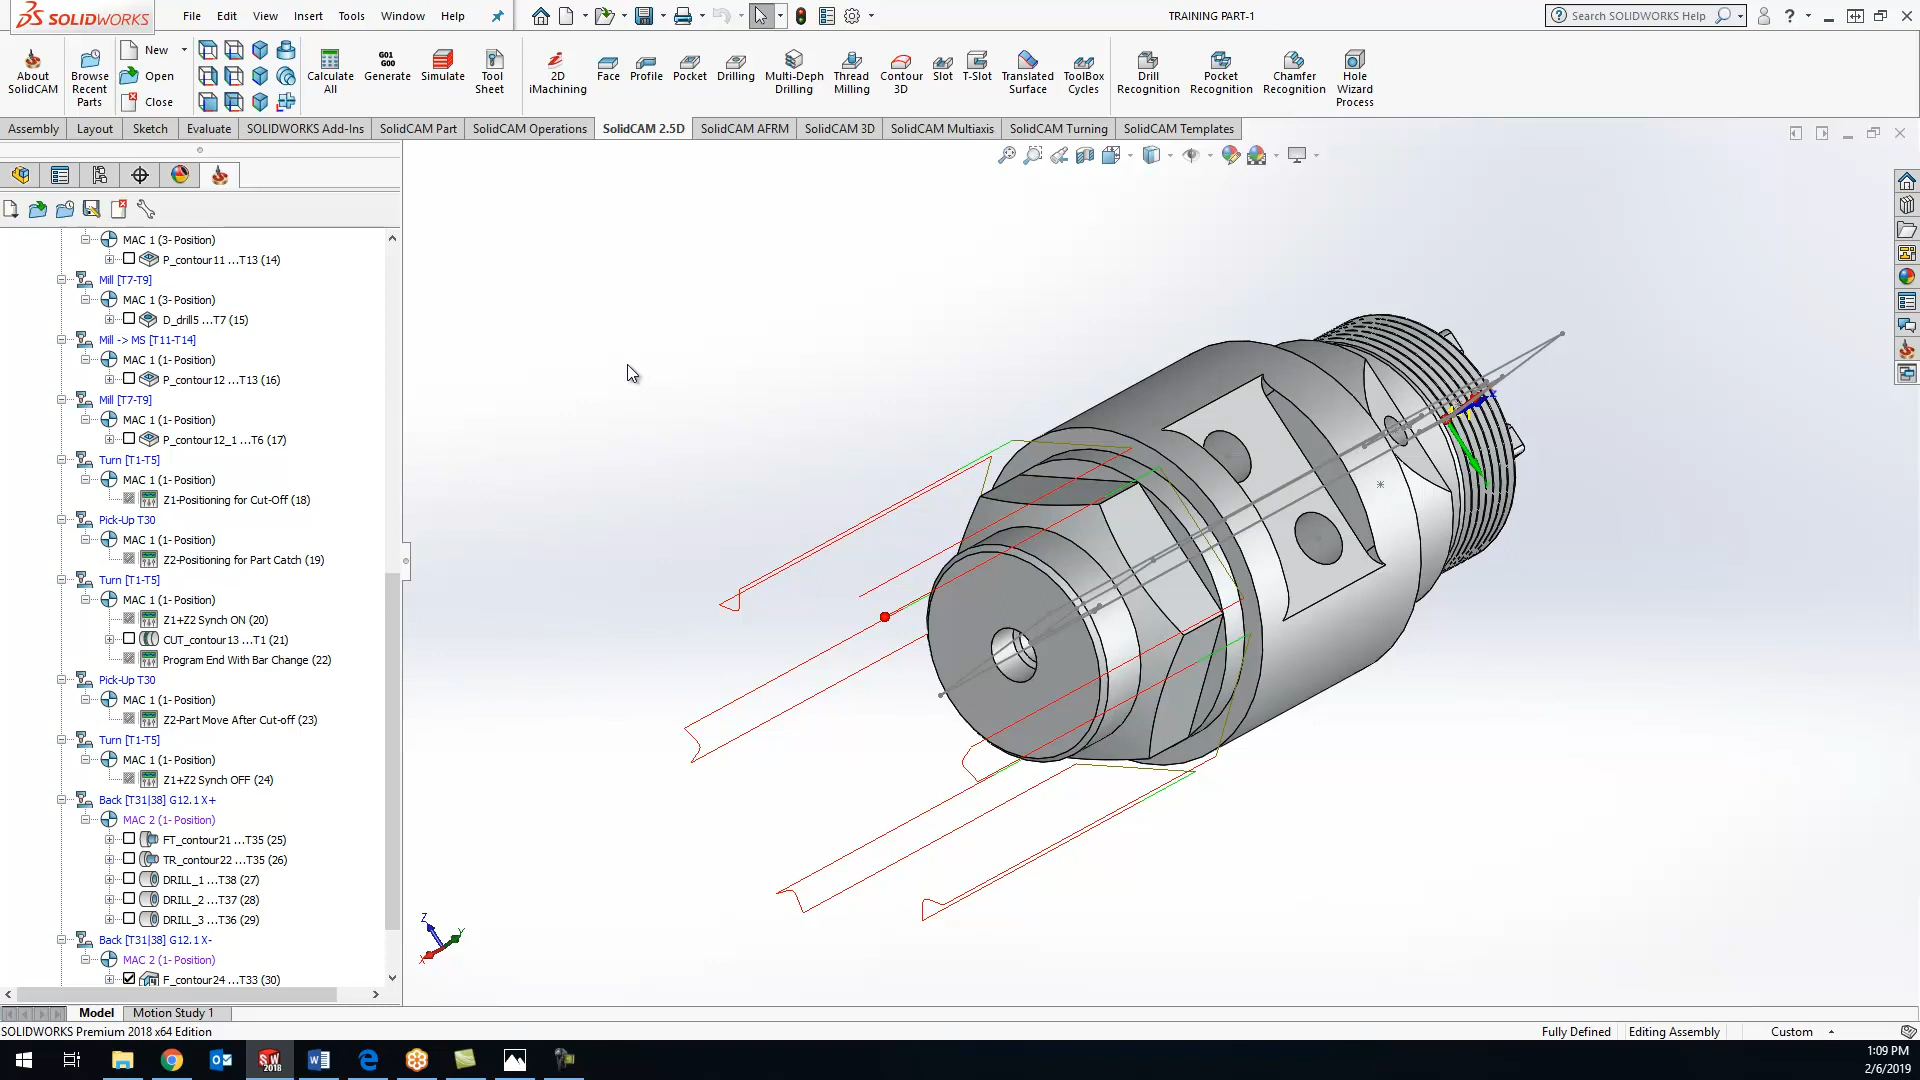 SOLIDWORKS File Edit View Insert Tools Window Help TRAINING PART-1 Search SOLIDWORKS Help ?
About SolidCAM
Browse Recent Parts
New
Open
Close
Calculate All
G01 G00
Generate
Simulate
Tool Sheet
2D iMachining
Face
Profile
Pocket
Drilling
Multi-Deph Drilling
Thread Milling
Contour 3D
Slot
T-Slot
Translated Surface
ToolBox Cycles
Drill Recognition
Pocket Recognition
Chamfer Recognition
Hole Wizard Process
Assembly Layout Sketch Evaluate SOLIDWORKS Add-Ins SolidCAM Part SolidCAM Operations SolidCAM 2.5D SolidCAM AFRM SolidCAM 3D SolidCAM Multiaxis SolidCAM Turning SolidCAM Templates
MAC 1 (3- Position)
P_contour11 ...T13 (14)
Mill [T7-T9]
MAC 1 (3- Position)
D_drill5 ...T7 (15)
Mill -> MS [T11-T14]
MAC 1 (1- Position)
P_contour12 ...T13 (16)
Mill [T7-T9]
MAC 1 (1- Position)
P_contour12_1 ...T6 (17)
Turn [T1-T5]
MAC 1 (1- Position)
Z1-Positioning for Cut-Off (18)
Pick-Up T30
MAC 1 (1- Position)
Z2-Positioning for Part Catch (19)
Turn [T1-T5]
MAC 1 (1- Position)
Z1+Z2 Synch ON (20)
CUT_contour13 ...T1 (21)
Program End With Bar Change (22)
Pick-Up T30
MAC 1 (1- Position)
Z2-Part Move After Cut-off (23)
Turn [T1-T5]
MAC 1 (1- Position)
Z1+Z2 Synch OFF (24)
Back [T31|38] G12.1 X+
MAC 2 (1- Position)
FT_contour21 ...T35 (25)
TR_contour22 ...T35 (26)
DRILL_1 ...T38 (27)
DRILL_2 ...T37 (28)
DRILL_3 ...T36 (29)
Back [T31|38] G12.1 X-
MAC 2 (1- Position)
F_contour24 ...T33 (30)
Z
Y
X
Model Motion Study 1
SOLIDWORKS Premium 2018 x64 Edition Fully Defined Editing Assembly Custom
SW 2018
1:09 PM
2/6/2019